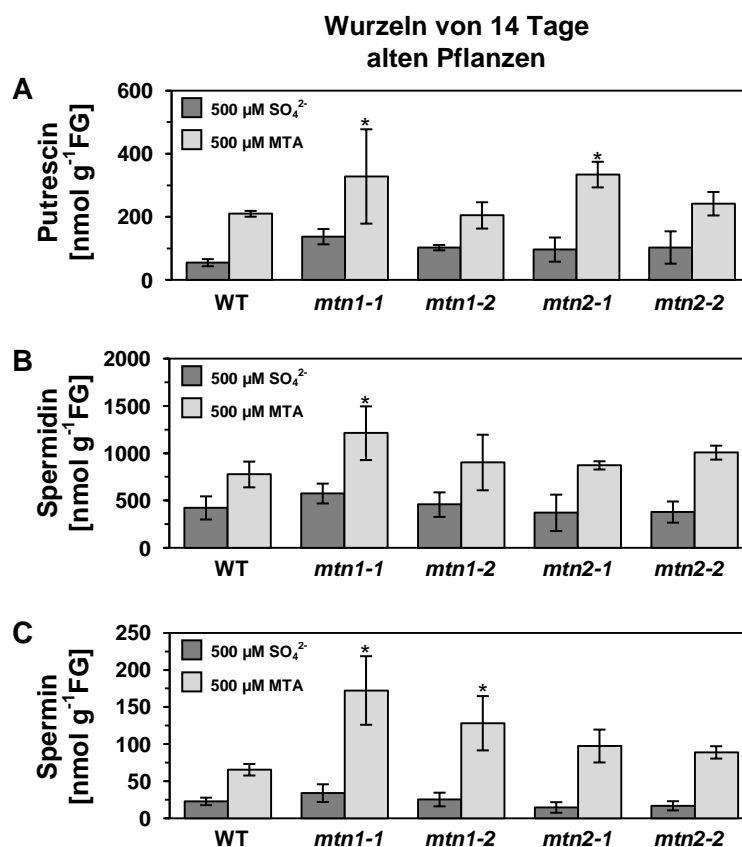 Wurzeln von 14 Tage
alten Pflanzen
A
Putrescin
[nmol g⁻¹FG]
600
400
200
0
500 µM SO₄²⁻
500 µM MTA
*
*
WT mtn1-1 mtn1-2 mtn2-1 mtn2-2
B
Spermidin
[nmol g⁻¹FG]
2000
1500
1000
500
0
500 µM SO₄²⁻
500 µM MTA
*
WT mtn1-1 mtn1-2 mtn2-1 mtn2-2
C
Spermin
[nmol g⁻¹FG]
250
200
150
100
50
0
500 µM SO₄²⁻
500 µM MTA
*
*
WT mtn1-1 mtn1-2 mtn2-1 mtn2-2